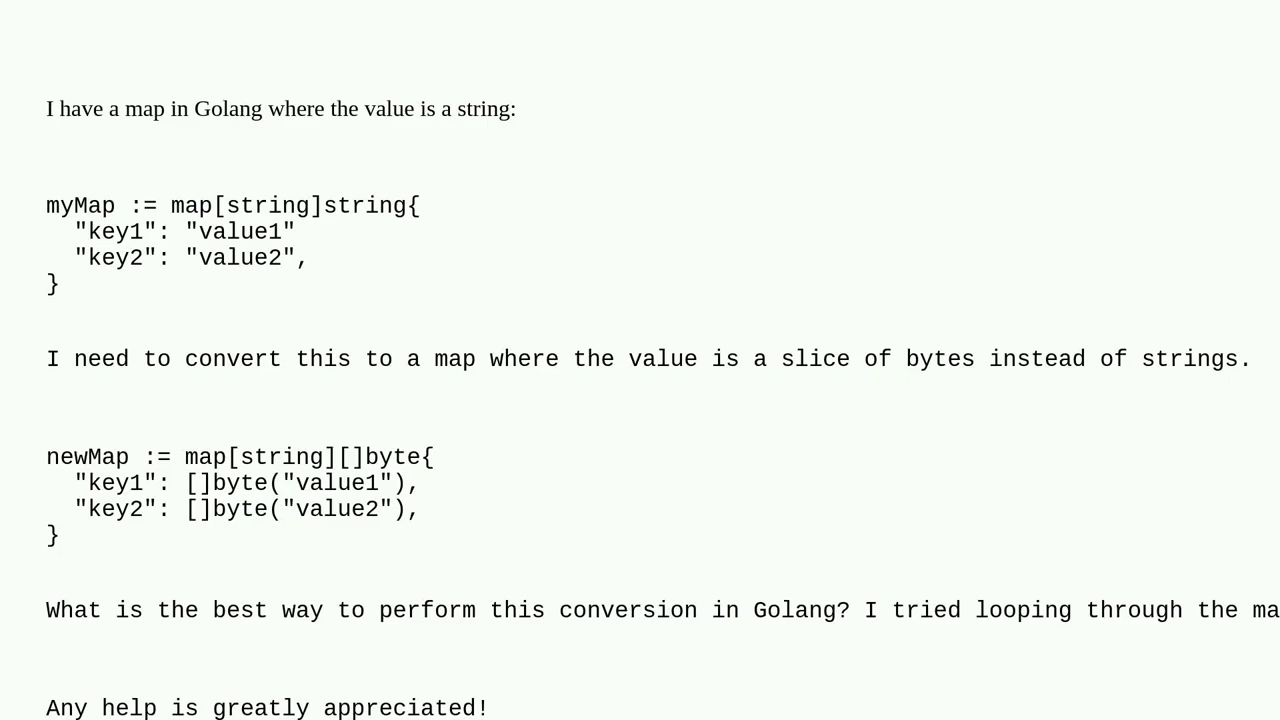 I have a map in Golang where the value is a string:
myMap := map[string]string{
  "key1": "value1"
  "key2": "value2",
}
I need to convert this to a map where the value is a slice of bytes instead of strings.
newMap := map[string][]byte{
  "key1": []byte("value1"),
  "key2": []byte("value2"),
}
What is the best way to perform this conversion in Golang? I tried looping through the
Any help is greatly appreciated!